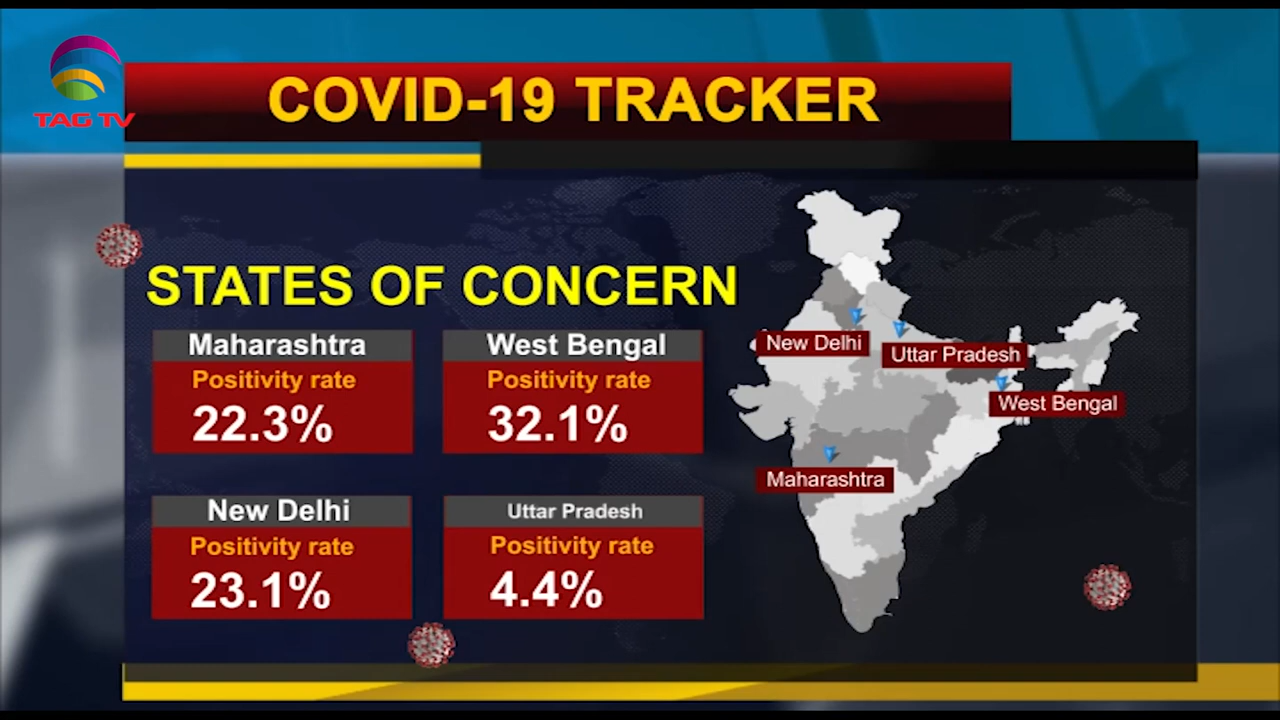 TAG TV
COVID-19 TRACKER
STATES OF CONCERN
Maharashtra
Positivity rate
22.3%
West Bengal
Positivity rate
32.1%
New Delhi
Positivity rate
23.1%
Uttar Pradesh
Positivity rate
4.4%
New Delhi
Uttar Pradesh
West Bengal
Maharashtra